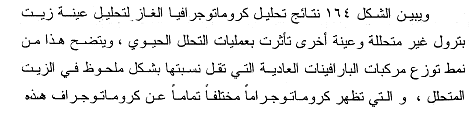 ويبين الشكل ١٦٤ نتائج تحليل كروماتوجرافيا الغاز لتحليل عينة زيت
بترول غير متحللة وعينة أخرى تأثرت بعمليات التحلل الحيوي ، ويتضح هذا من
نمط توزع مركبات البارافينات العادية التي تقل نسبتها بشكل ملحوظ في الزيت
المتحلل ، و التي تظهر كروماتوجراماً مختلفاً تماماً عن كروماتوجراف هذه